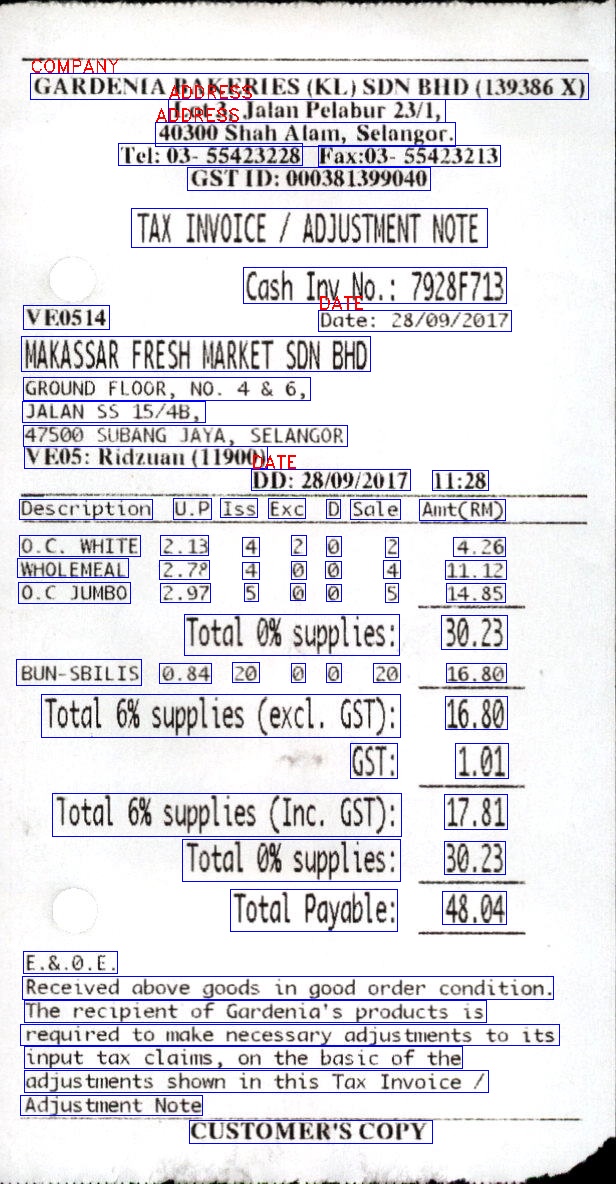 COMPANY
GARDENIA BAKERIES (KL) SDN BHD (139386 X)
ADDRESS
Lot 3, Jalan Pelabur 23/1,
ADDRESS
40300 Shah Alam, Selangor.
Tel: 03- 55423228 Fax:03- 55423213
GST ID: 000381399040
TAX INVOICE / ADJUSTMENT NOTE
Cash Inv No.: 7928F713
DATE
VE0514 Date: 28/09/2017
MAKASSAR FRESH MARKET SDN BHD
GROUND FLOOR, NO. 4 & 6,
JALAN SS 15/4B,
47500 SUBANG JAYA, SELANGOR
VE05: Ridzuan (11900)
DATE
DD: 28/09/2017 11:28
Description U.P Iss Exc D Sale Amt(RM)
O.C. WHITE 2.13 4 2 0 2 4.26
WHOLEMEAL 2.78 4 0 0 4 11.12
O.C JUMBO 2.97 5 0 0 5 14.85
Total 0% supplies: 30.23
BUN-SBILIS 0.84 20 0 0 20 16.80
Total 6% supplies (excl. GST): 16.80
GST: 1.01
Total 6% supplies (Inc. GST): 17.81
Total 0% supplies: 30.23
Total Payable: 48.04
E.&.O.E.
Received above goods in good order condition.
The recipient of Gardenia's products is
required to make necessary adjustments to its
input tax claims, on the basic of the
adjustments shown in this Tax Invoice /
Adjustment Note
CUSTOMER'S COPY